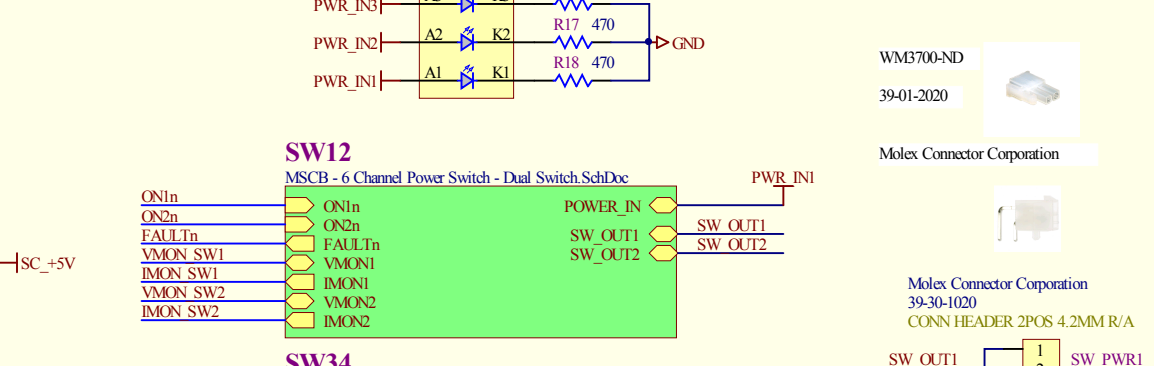 PWR_IN3
R17 470
PWR_IN2 A2 K2 GND
R18 470
PWR_IN1 A1 K1
WM3700-ND
39-01-2020
Molex Connector Corporation
SW12
MSCB - 6 Channel Power Switch - Dual Switch.SchDoc
PWR_IN1
ON1n ON1n POWER_IN
ON2n ON2n SW_OUT1 SW_OUT1
FAULTn FAULTn SW_OUT2 SW_OUT2
VMON_SW1 VMON1
IMON_SW1 IMON1
VMON_SW2 VMON2
IMON_SW2 IMON2
SC_+5V
Molex Connector Corporation
39-30-1020
CONN HEADER 2POS 4.2MM R/A
SW34
SW_OUT1 1 SW_PWR1